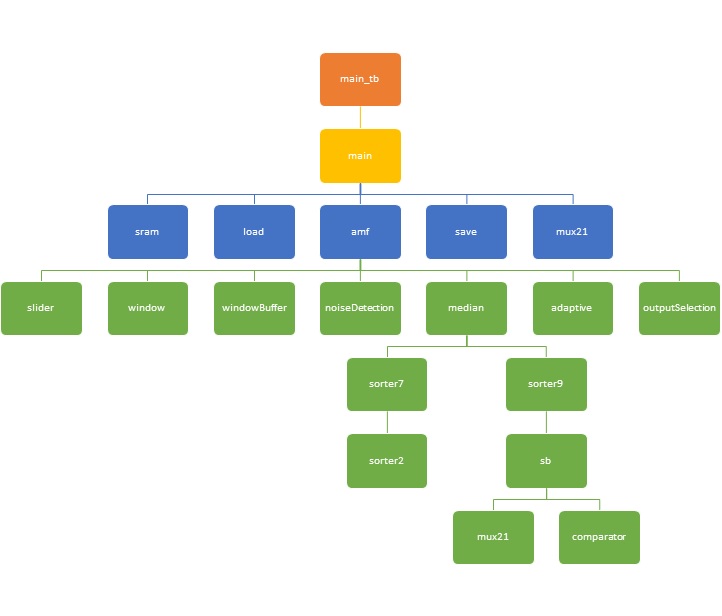 main_tb
main
sram
load
amf
save
mux21
slider
window
windowBuffer
noiseDetection
median
adaptive
outputSelection
sorter7
sorter9
sorter2
sb
mux21
comparator